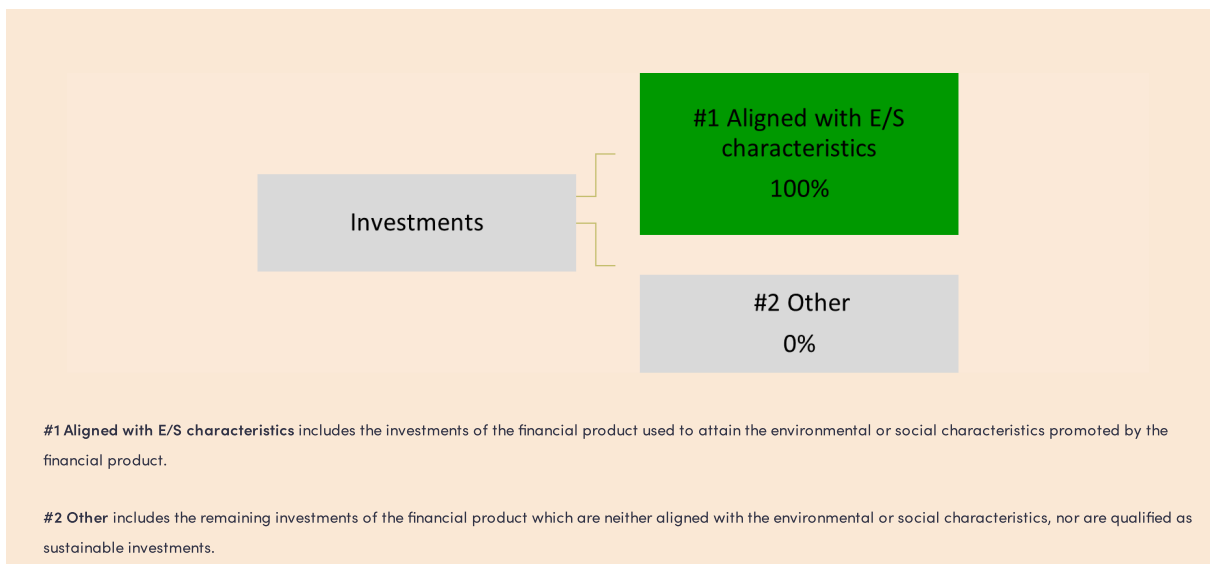 #1 Aligned with E/S
characteristics
100%
Investments
#2 Other
0%
#1 Aligned with E/S characteristics includes the investments of the financial product used to attain the environmental or social characteristics promoted by the
financial product.
#2 Other includes the remaining investments of the financial product which are neither aligned with the environmental or social characteristics, nor are qualified as
sustainable investments.